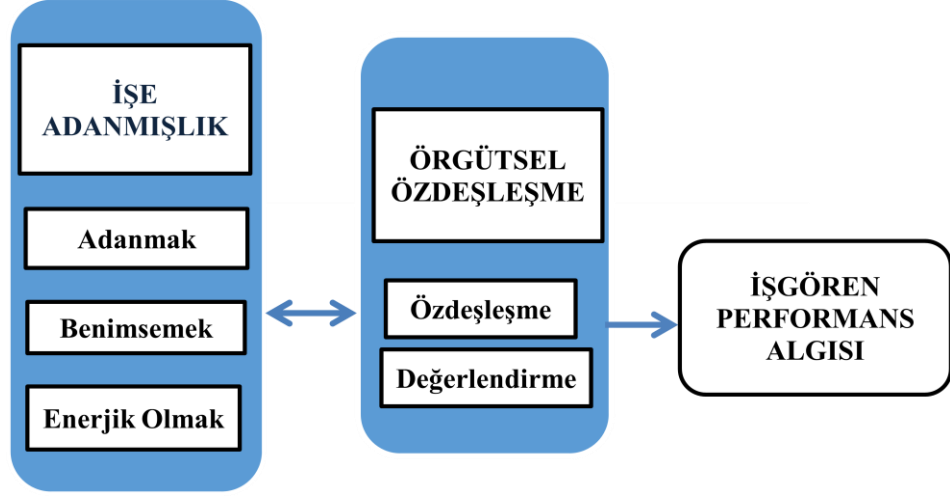 İŞE
ADANMIŞLIK
Adanmak
Benimsemek
Enerjik Olmak
ÖRGÜTSEL
ÖZDEŞLEŞME
Özdeşleşme
Değerlendirme
İŞGÖREN
PERFORMANS
ALGISI